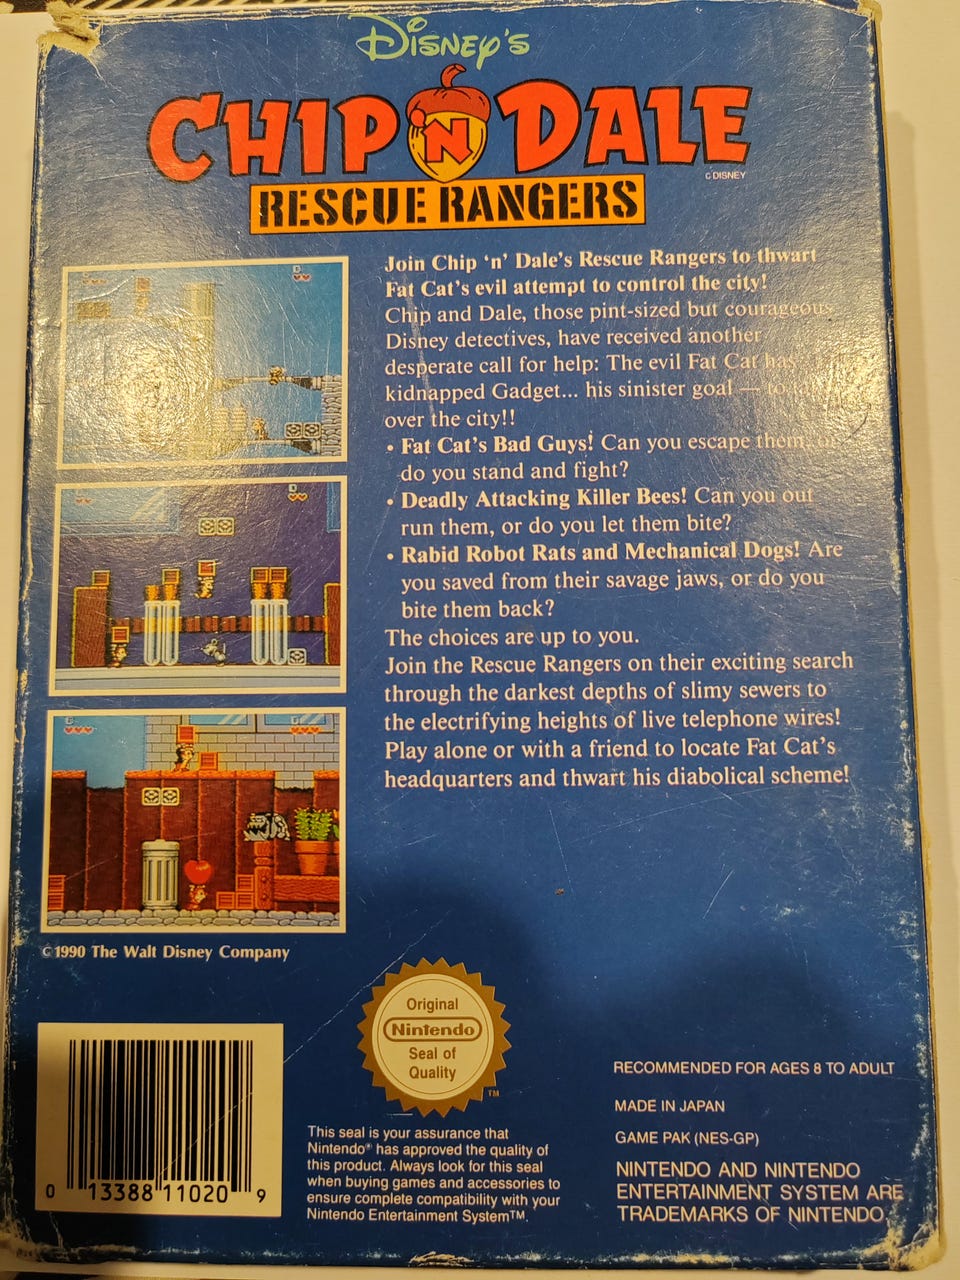 Disney's
CHIP 'N DALE
RESCUE RANGERS
© DISNEY
Join Chip 'n' Dale's Rescue Rangers to thwart
Fat Cat's evil attempt to control the city!
Chip and Dale, those pint-sized but courageous
Disney detectives, have received another
desperate call for help: The evil Fat Cat has
kidnapped Gadget... his sinister goal — to
over the city!!
• Fat Cat's Bad Guys! Can you escape them, or
do you stand and fight?
• Deadly Attacking Killer Bees! Can you out
run them, or do you let them bite?
• Rabid Robot Rats and Mechanical Dogs! Are
you saved from their savage jaws, or do you
bite them back?
The choices are up to you.
Join the Rescue Rangers on their exciting search
through the darkest depths of slimy sewers to
the electrifying heights of live telephone wires!
Play alone or with a friend to locate Fat Cat's
headquarters and thwart his diabolical scheme!
© 1990 The Walt Disney Company
Original
Nintendo
Seal of
Quality
TM
This seal is your assurance that
Nintendo® has approved the quality of
this product. Always look for this seal
when buying games and accessories to
ensure complete compatibility with your
Nintendo Entertainment System™.
RECOMMENDED FOR AGES 8 TO ADULT
MADE IN JAPAN
GAME PAK (NES-GP)
NINTENDO AND NINTENDO
ENTERTAINMENT SYSTEM ARE
TRADEMARKS OF NINTENDO.
0 13388 11020 9